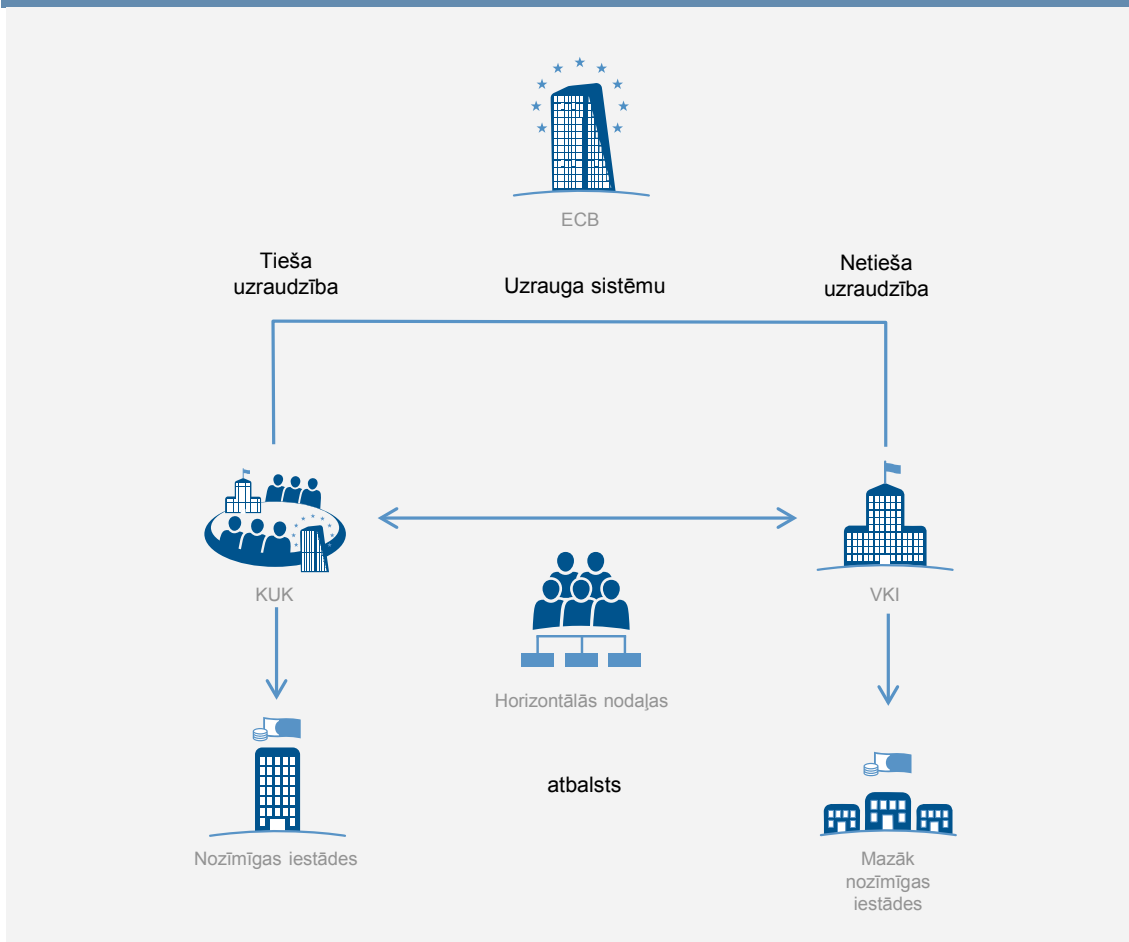 ECB
Tieša
uzraudzība
Uzrauga sistēmu
Netieša
uzraudzība
KUK
VKI
Horizontālās nodaļas
atbalsts
Nozīmīgas iestādes
Mazāk
nozīmīgas
iestādes